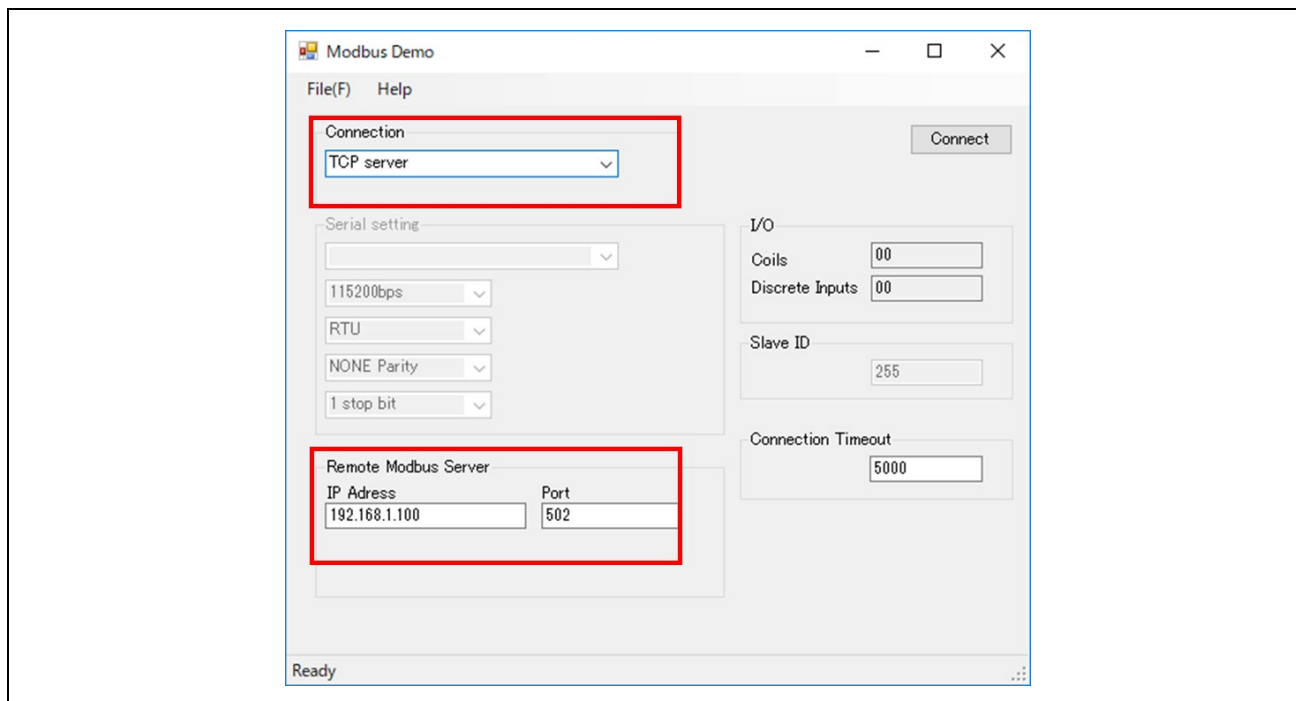 Modbus Demo
File(F) Help
Connection
TCP server
Connect
Serial setting
115200bps
RTU
NONE Parity
1 stop bit
I/O
Coils 00
Discrete Inputs 00
Slave ID
255
Connection Timeout
5000
Remote Modbus Server
IP Adress Port
192.168.1.100 502
Ready